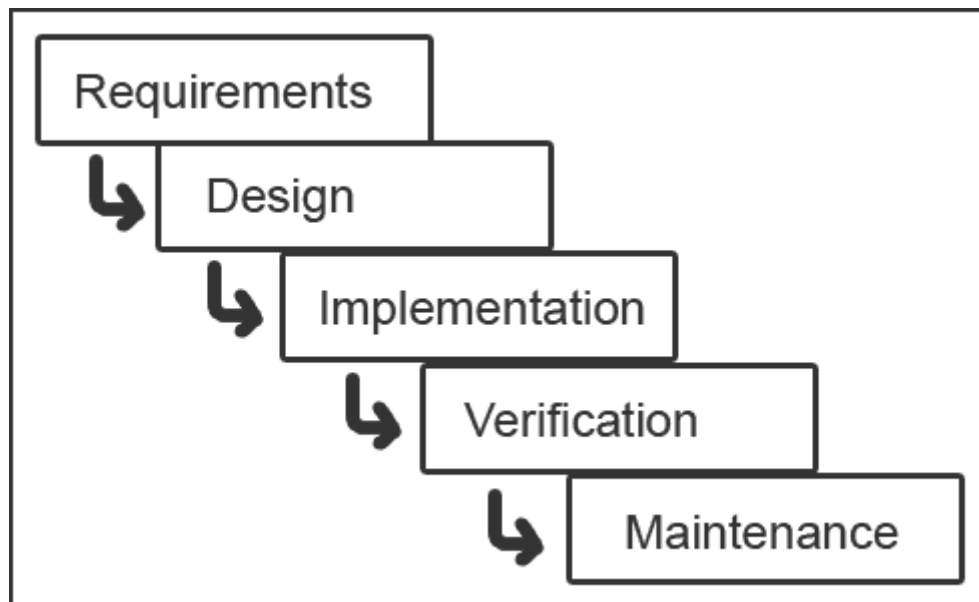 Requirements
Design
Implementation
Verification
Maintenance